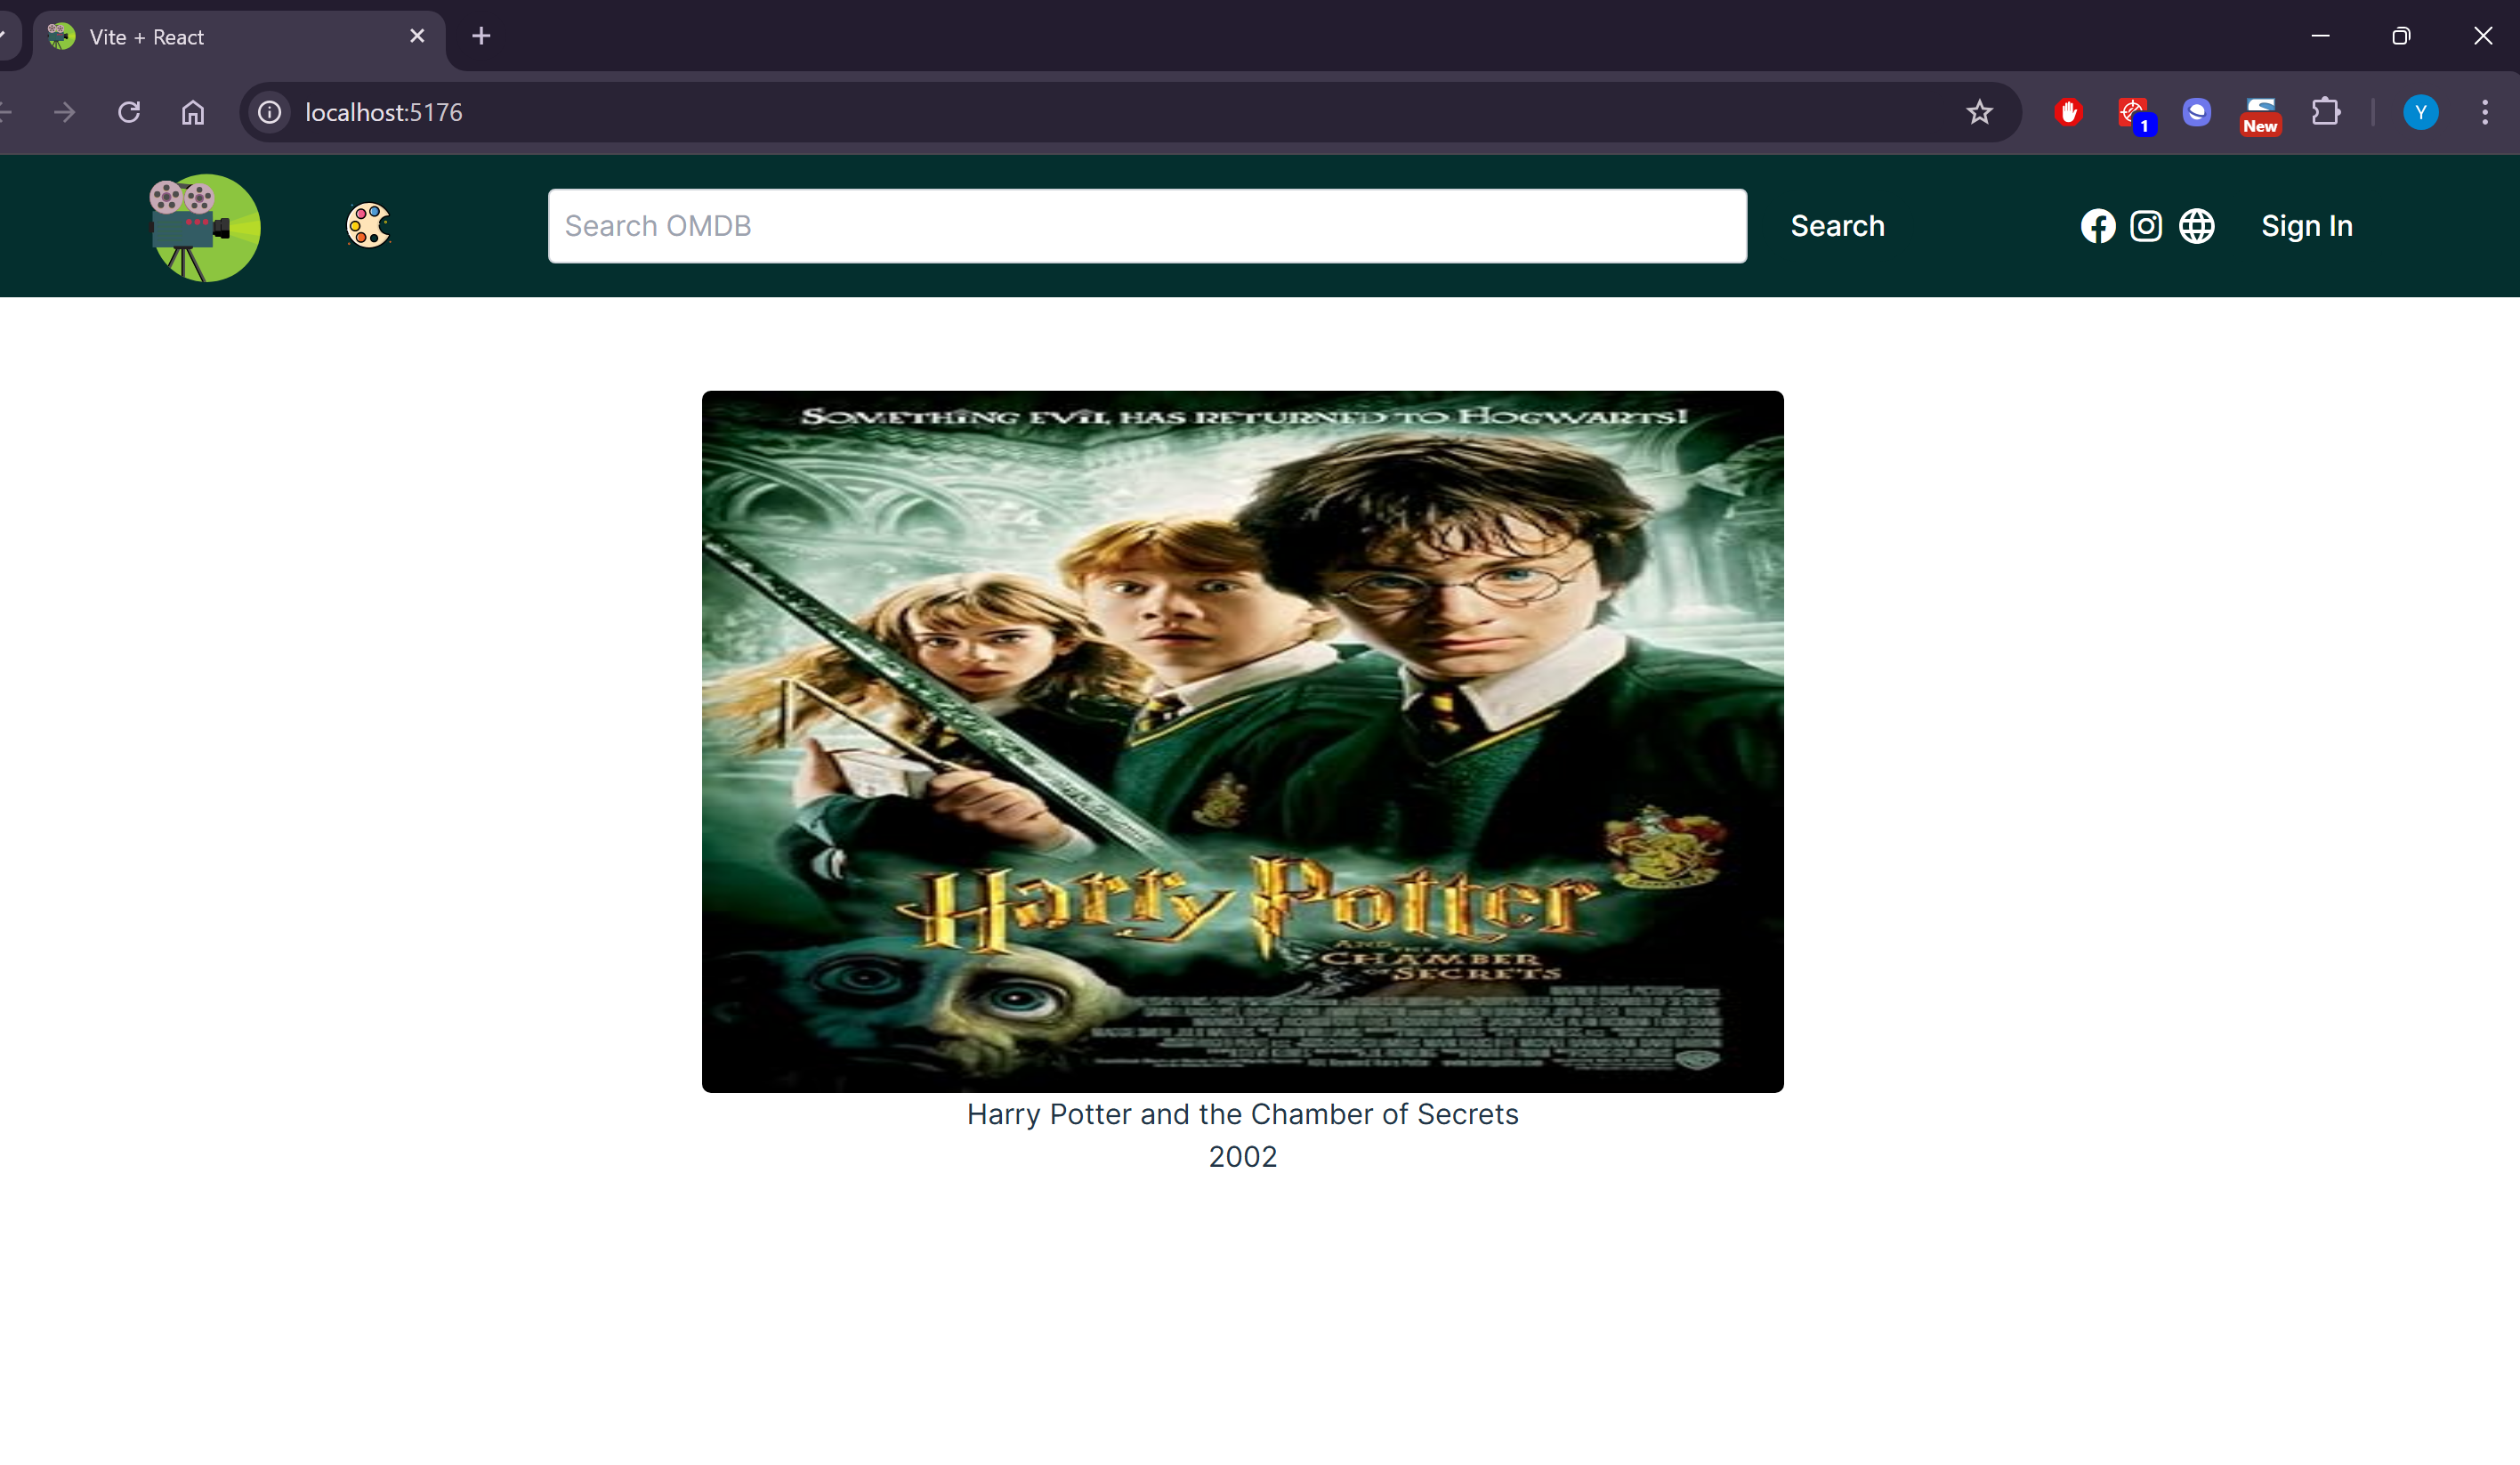 Vite + React
localhost:5176
1
New
Y
Search OMDB
Search
Sign In
SOMETHING EVIL HAS RETURNED TO HOGWARTS!
Harry Potter
AND THE
CHAMBER
OF SECRETS
Harry Potter and the Chamber of Secrets
2002